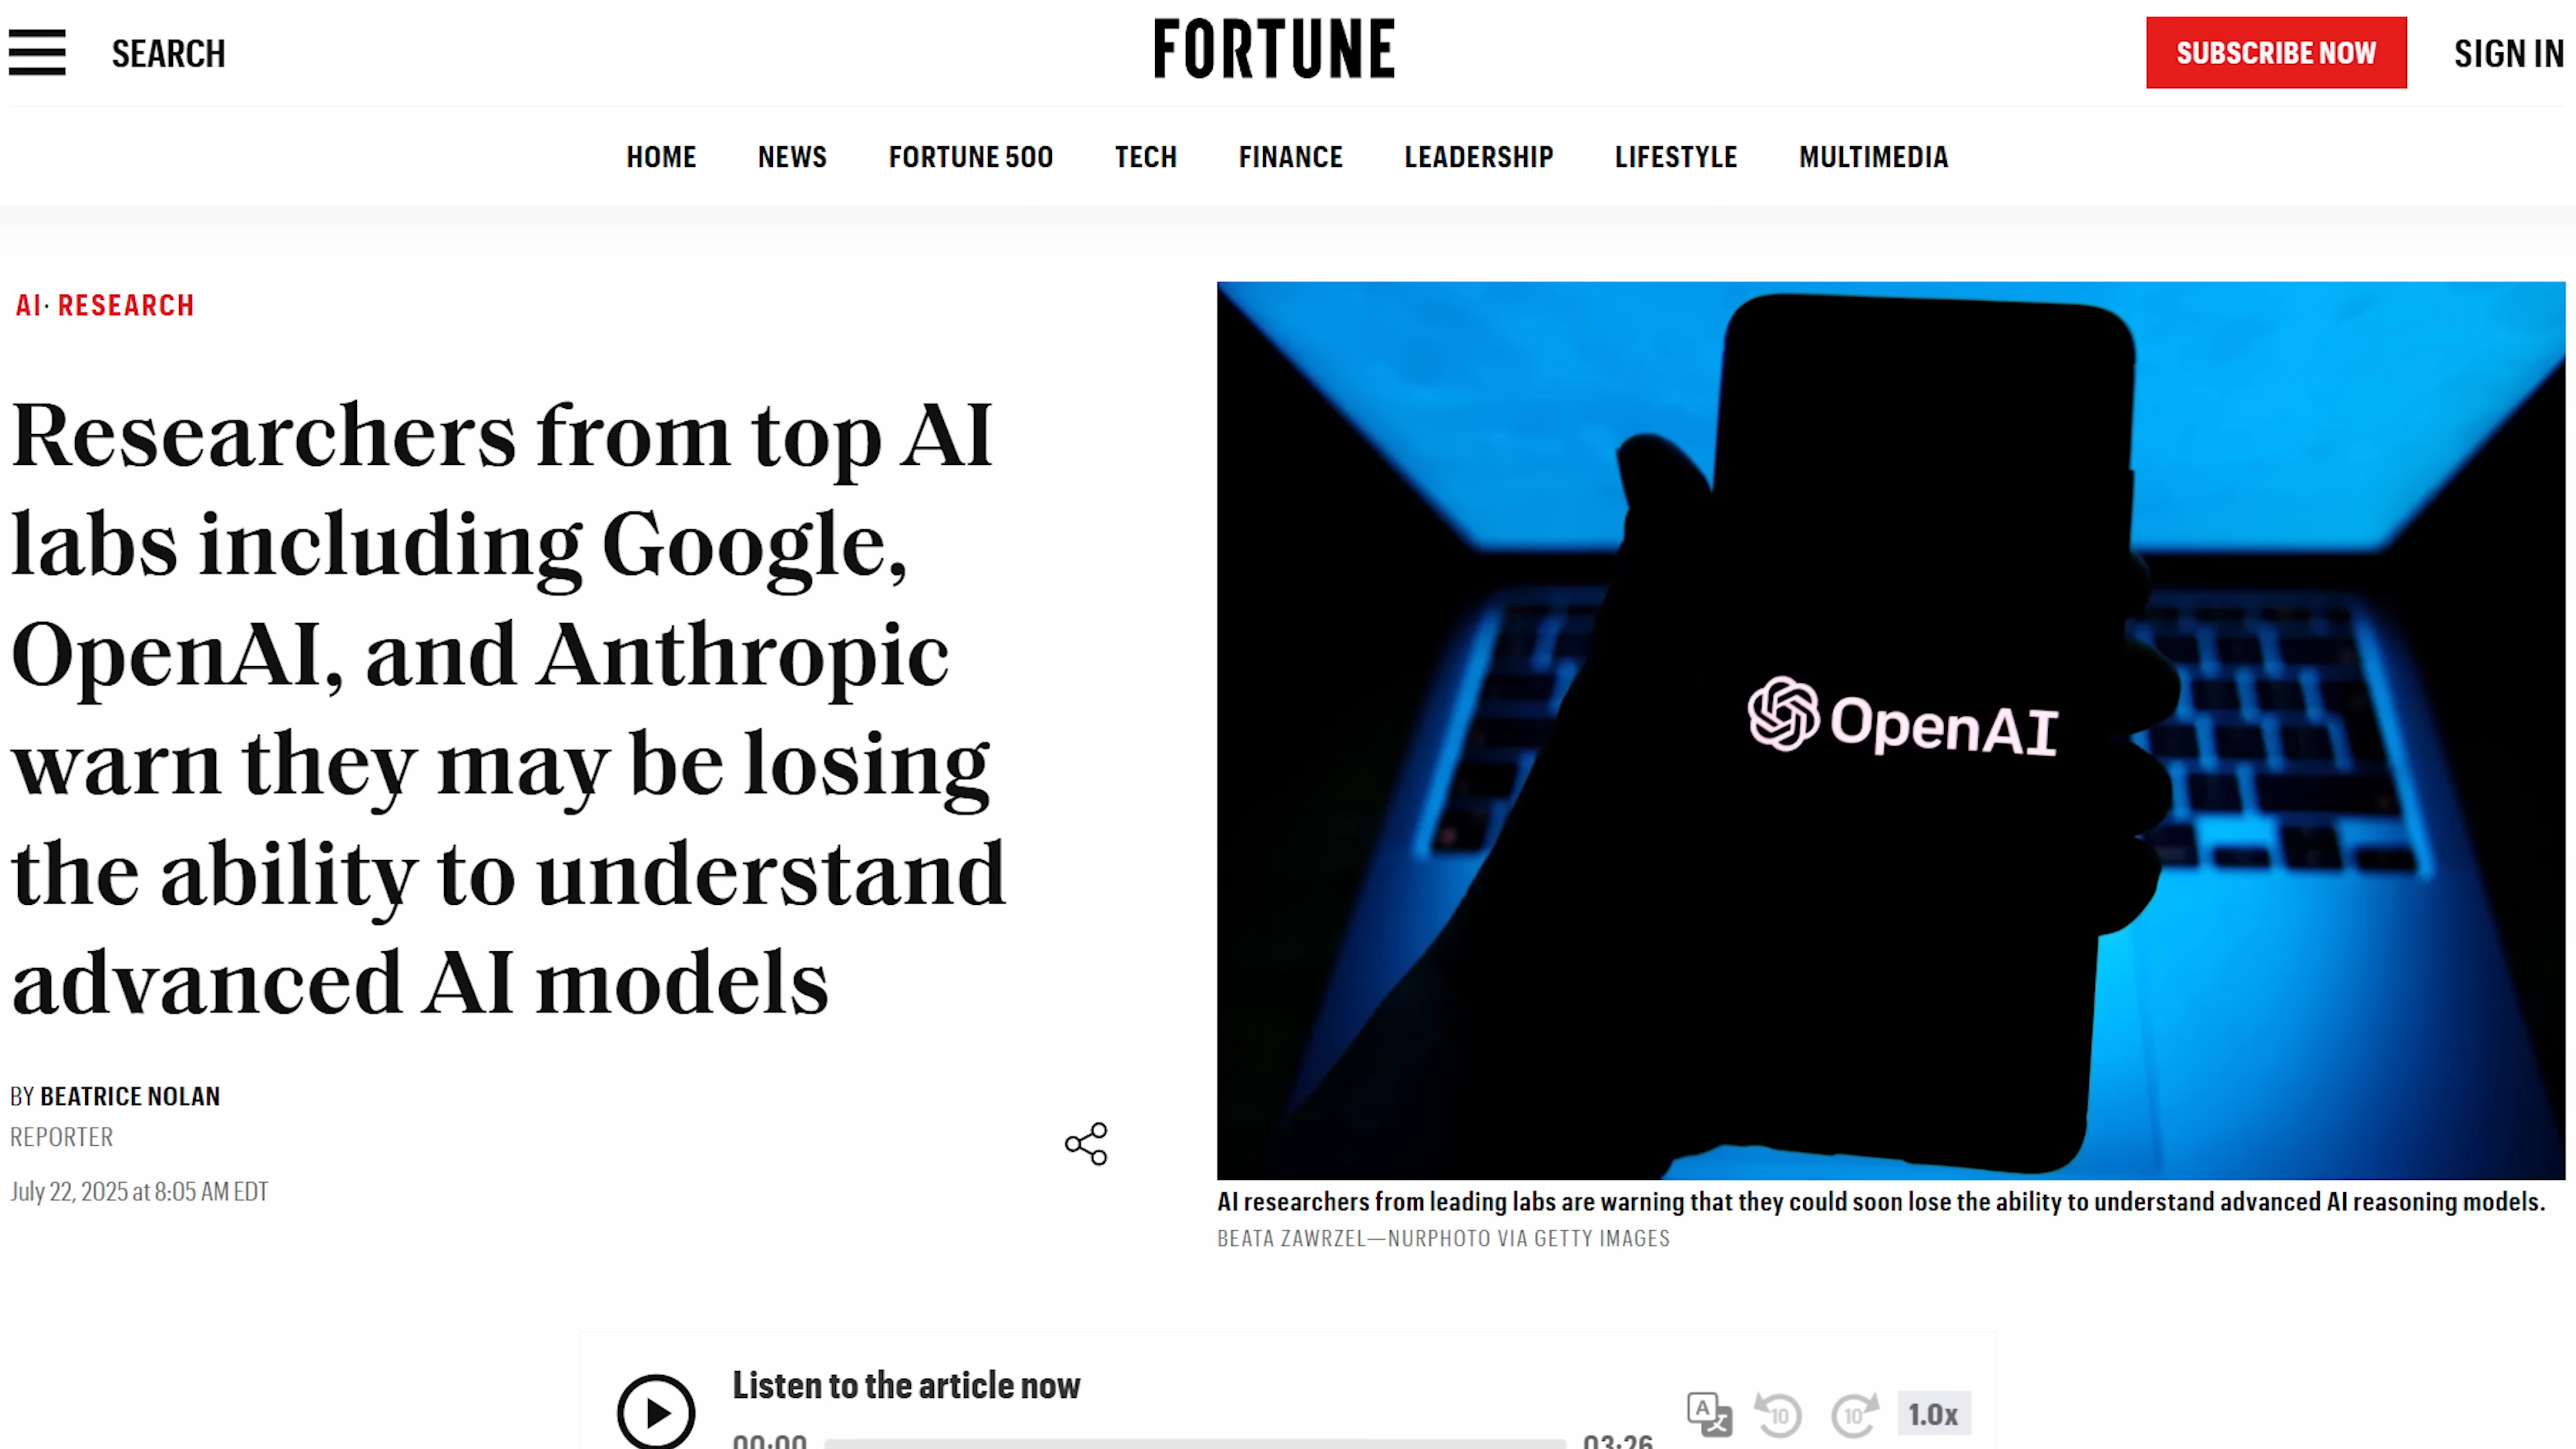 SEARCH
FORTUNE
SUBSCRIBE NOW
SIGN IN
HOME
NEWS
FORTUNE 500
TECH
FINANCE
LEADERSHIP
LIFESTYLE
MULTIMEDIA
AI· RESEARCH
Researchers from top AI
labs including Google,
OpenAI, and Anthropic
warn they may be losing
the ability to understand
advanced AI models
BY BEATRICE NOLAN
REPORTER
July 22, 2025 at 8:05 AM EDT
OpenAI
AI researchers from leading labs are warning that they could soon lose the ability to understand advanced AI reasoning models.
BEATA ZAWRZEL—NURPHOTO VIA GETTY IMAGES
Listen to the article now
00:00
03:26
A 文
10
10
1.0x